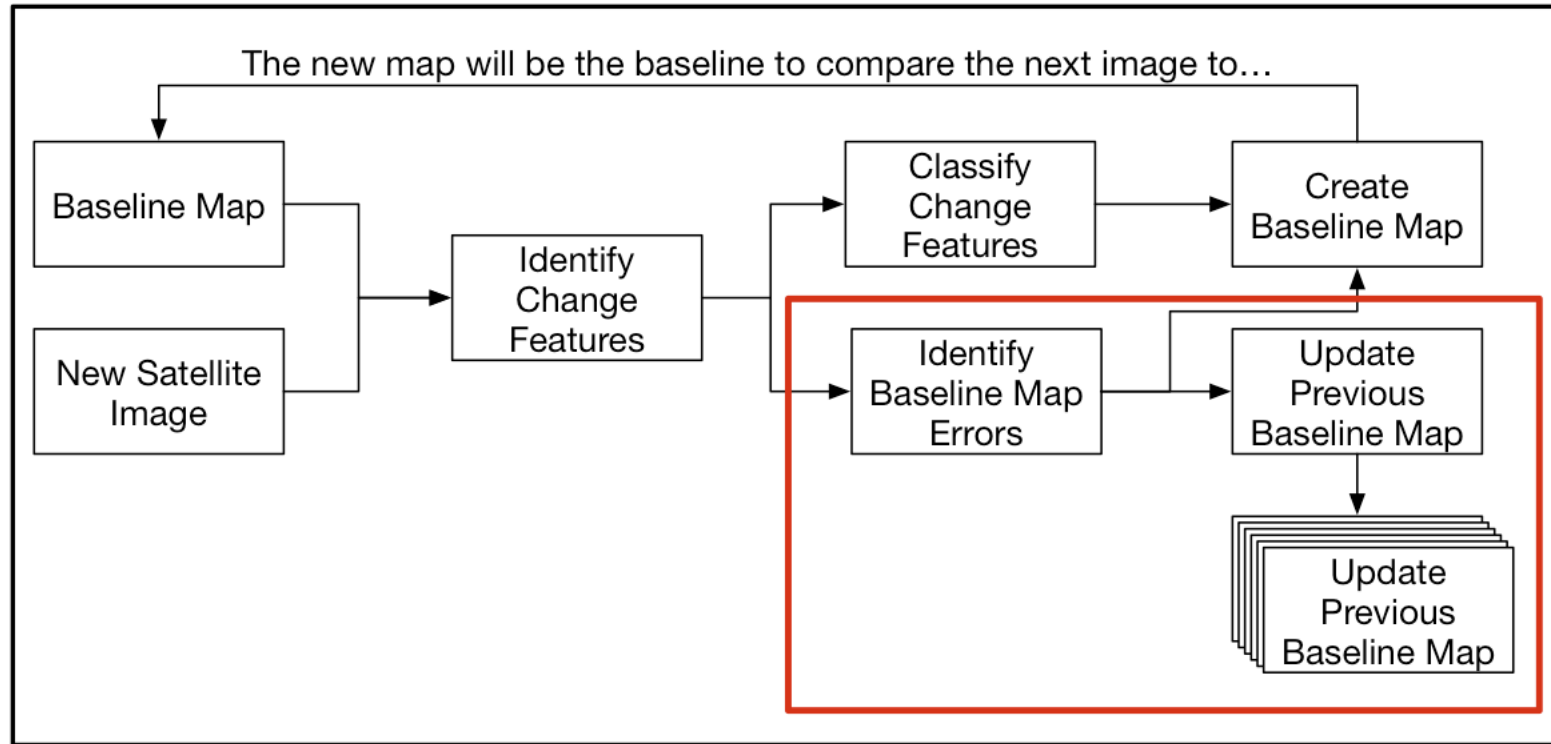 The new map will be the baseline to compare the next image to…
Baseline Map
New Satellite
Image
Identify
Change
Features
Classify
Change
Features
Create
Baseline Map
Identify
Baseline Map
Errors
Update
Previous
Baseline Map
Update
Previous
Baseline Map